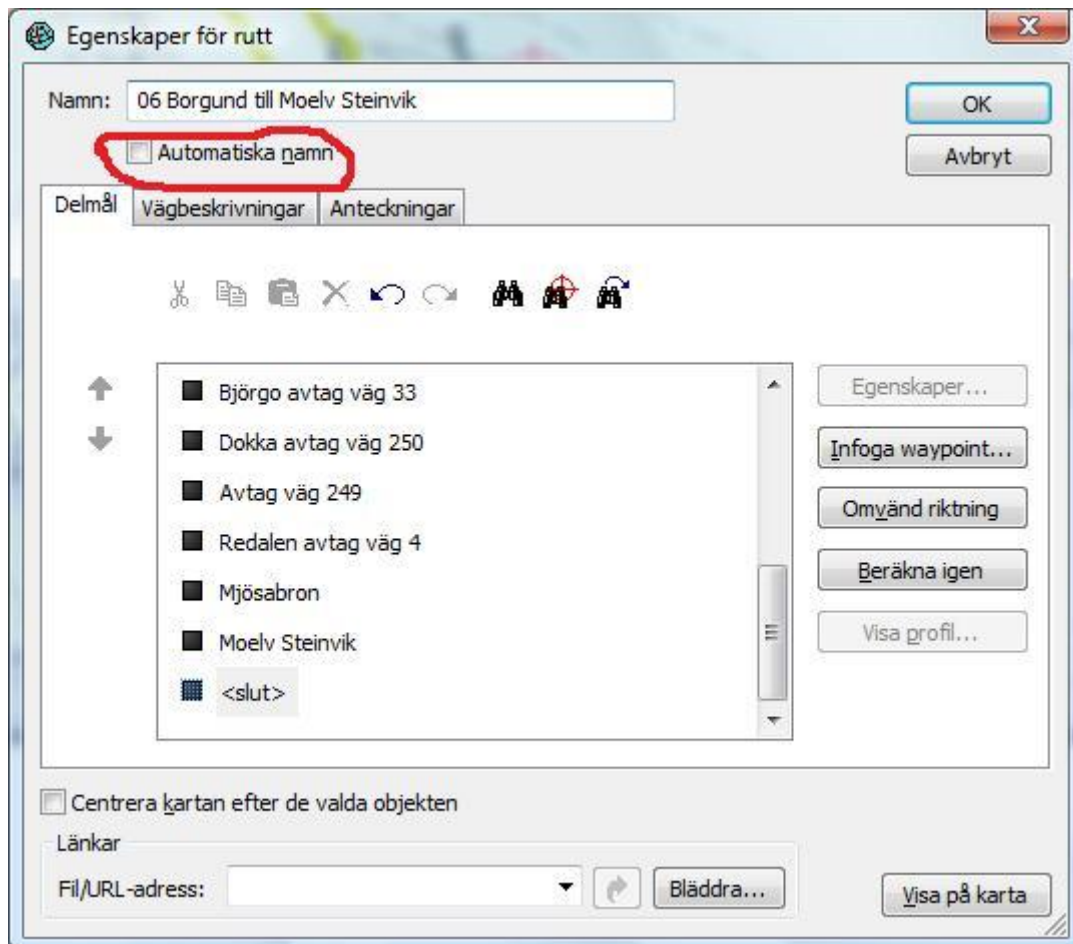 Egenskaper för rutt
Namn: 06 Borgund till Moelv Steinvik
OK
Automatiska namn
Avbryt
Delmål Vägbeskrivningar Anteckningar
Björgo avtag väg 33
Egenskaper...
Dokka avtag väg 250
Infoga waypoint...
Avtag väg 249
Omvänd riktning
Redalen avtag väg 4
Beräkna igen
Mjösabron
Moelv Steinvik
Visa profil...
<slut>
Centrera kartan efter de valda objekten
Länkar
Fil/URL-adress:
Bläddra...
Visa på karta